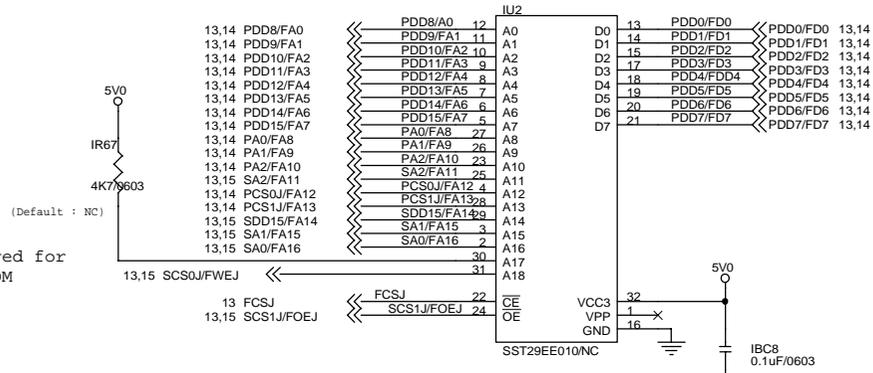 IU2
13,14 PDD8/FA0 PDD8/A0 12 A0 D0 13 PDD0/FD0 PDD0/FD0 13,14
13,14 PDD9/FA1 PDD9/FA1 11 A1 D1 14 PDD1/FD1 PDD1/FD1 13,14
13,14 PDD10/FA2 PDD10/FA2 10 A2 D2 15 PDD2/FD2 PDD2/FD2 13,14
13,14 PDD11/FA3 PDD11/FA3 9 A3 D3 17 PDD3/FD3 PDD3/FD3 13,14
13,14 PDD12/FA4 PDD12/FA4 8 A4 D4 18 PDD4/FDD4 PDD4/FD4 13,14
13,14 PDD13/FA5 PDD13/FA5 7 A5 D5 19 PDD5/FD5 PDD5/FD5 13,14
13,14 PDD14/FA6 PDD14/FA6 6 A6 D6 20 PDD6/FD6 PDD6/FD6 13,14
13,14 PDD15/FA7 PDD15/FA7 5 A7 D7 21 PDD7/FD7 PDD7/FD7 13,14
13,14 PA0/FA8 PA0/FA8 27 A8
13,14 PA1/FA9 PA1/FA9 26 A9
13,14 PA2/FA10 PA2/FA10 23 A10
13,15 SA2/FA11 SA2/FA11 25 A11
13,14 PCS0J/FA12 PCS0J/FA12 4 A12
13,14 PCS1J/FA13 PCS1J/FA13 28 A13
13,15 SDD15/FA14 SDD15/FA14 29 A14
13,15 SA1/FA15 SA1/FA15 3 A15
13,15 SA0/FA16 SA0/FA16 2 A16
30 A17
13,15 SCS0J/FWEJ 31 A18
13 FCSJ FCSJ 22 CE VCC3 32
13,15 SCS1J/FOEJ SCS1J/FOEJ 24 OE VPP 1
GND 16
SST29EE010/NC
5V0
IR67
4K7/0603
(Default : NC)
ed for
M
5V0
IBC8
0.1uF/0603